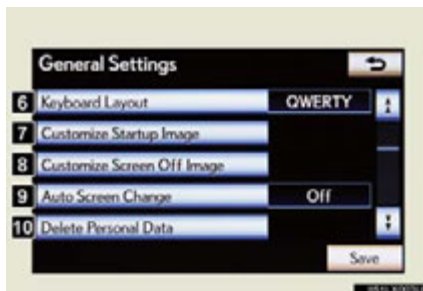 General Settings
6 Keyboard Layout QWERTY
7 Customize Startup Image
8 Customize Screen Off Image
9 Auto Screen Change Off
10 Delete Personal Data
Save